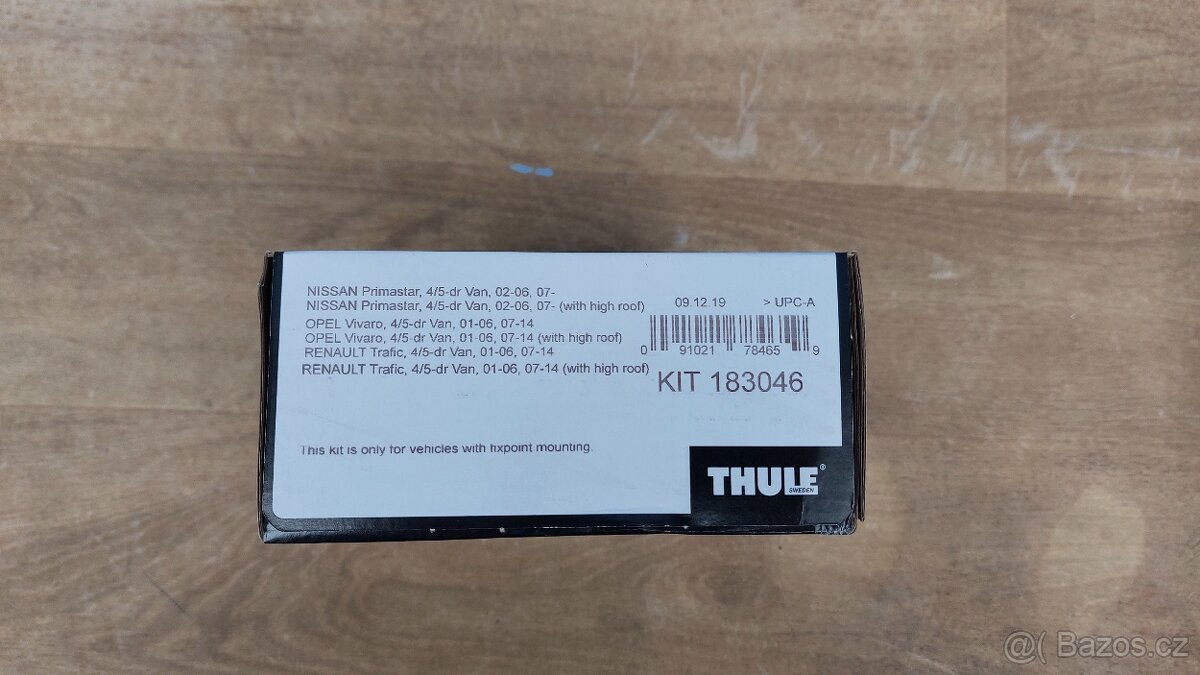 NISSAN Primastar, 4/5-dr Van, 02-06, 07-
NISSAN Primastar, 4/5-dr Van, 02-06, 07- (with high roof)
OPEL Vivaro, 4/5-dr Van, 01-06, 07-14
OPEL Vivaro, 4/5-dr Van, 01-06, 07-14 (with high roof)
RENAULT Trafic, 4/5-dr Van, 01-06, 07-14
RENAULT Trafic, 4/5-dr Van, 01-06, 07-14 (with high roof)
09.12.19 > UPC-A
0 91021 78465 9
KIT 183046
This kit is only for vehicles with fixpoint mounting.
THULE®
SWEDEN
@( Bazos.cz